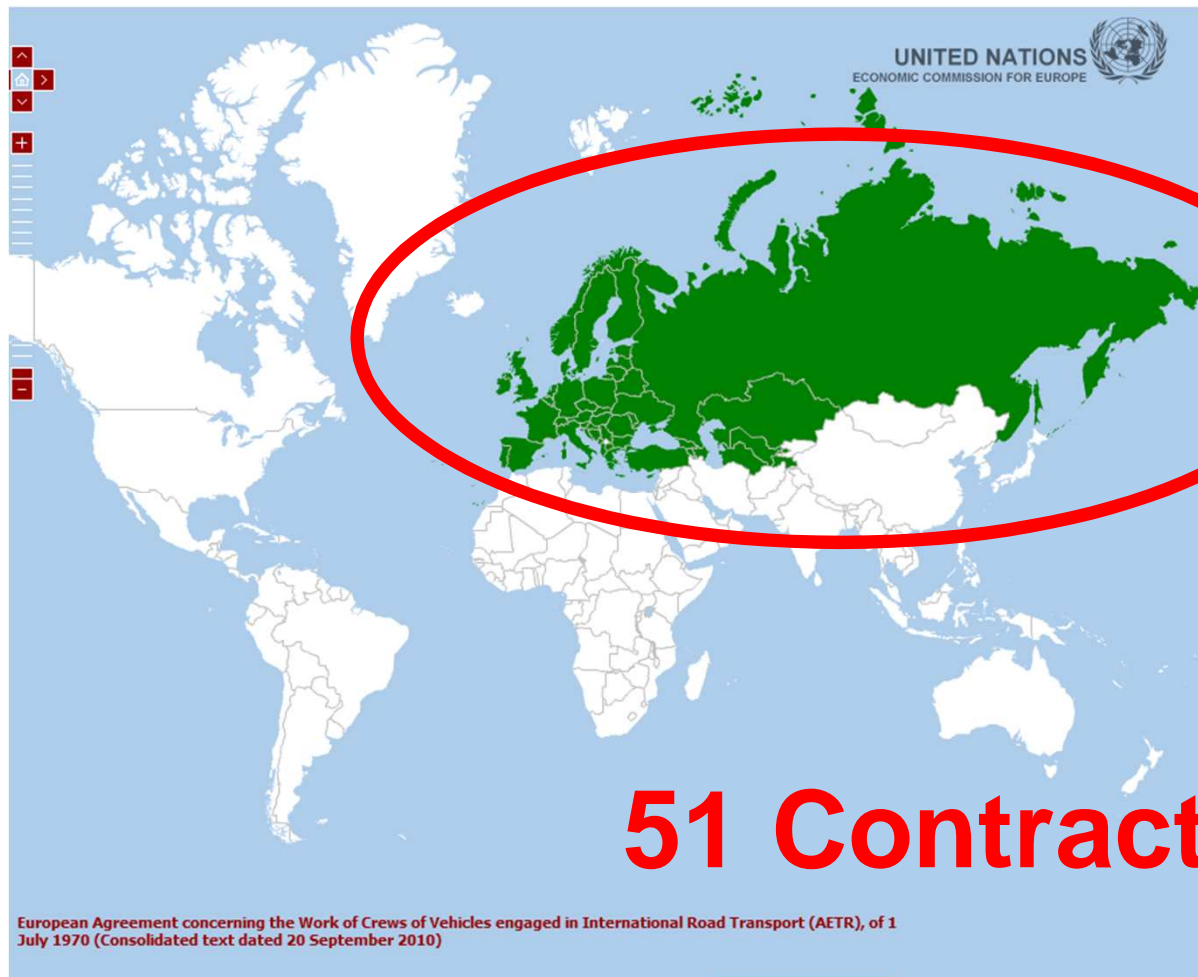 UNITED NATIONS
ECONOMIC COMMISSION FOR EUROPE
51 Contract
European Agreement concerning the Work of Crews of Vehicles engaged in International Road Transport (AETR), of 1
July 1970 (Consolidated text dated 20 September 2010)